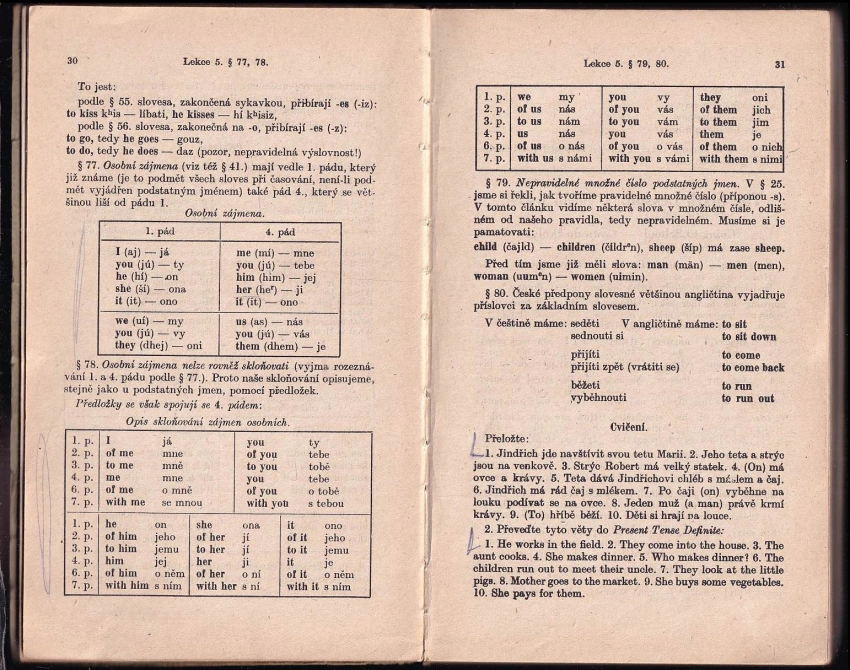 30
Lekce 5. § 77, 78.
To jest:
podle § 55. slovesa, zakončená sykavkou, přibírají -es (-iz):
to kiss kʰis — líbati, he kisses — hí kʰisiz,
podle § 56. slovesa, zakonečná na -o, přibírají -es (-z):
to go, tedy he goes — gouz,
to do, tedy he does — daz (pozor, nepravidelná výslovnost!)
§ 77. Osobní zájmena (viz též § 41.) mají vedle 1. pádu, který
již známe (je to podmět všech sloves při časování, není-li pod-
mět vyjádřen podstatným jménem) také pád 4., který se vět-
šinou liší od pádu 1.
Osobní zájmena.
1. pád 4. pád
I (aj) — já me (mí) — mne
you (jú) — ty you (jú) — tebe
he (hí) — on him (him) — jej
she (ší) — ona her (heʳ) — ji
it (it) — ono it (it) — ono
we (uí) — my us (as) — nás
you (jú) — vy you (jú) — vás
they (dhej) — oni them (dhem) — je
§ 78. Osobní zájmena nelze rovněž skloňovati (vyjma rozezná-
vání 1. a 4. pádu podle § 77.). Proto naše skloňování opisujeme,
stejně jako u podstatných jmen, pomocí předložek.
Předložky se však spojují se 4. pádem:
Opis skloňování zájmen osobních.
1. p. I já you ty
2. p. of me mne of you tebe
3. p. to me mně to you tobě
4. p. me mne you tebe
6. p. of me o mně of you o tobě
7. p. with me se mnou with you s tebou
1. p. he on she ona it ono
2. p. of him jeho of her jí of it jeho
3. p. to him jemu to her jí to it jemu
4. p. him jej her ji it je
6. p. of him o něm of her o ní of it o něm
7. p. with him s ním with her s ní with it s ním
Lekce 5. § 79, 80.
31
1. p. we my you vy they oni
2. p. of us nás of you vás of them jich
3. p. to us nám to you vám to them jim
4. p. us nás you vás them je
6. p. of us o nás of you o vás of them o nich
7. p. with us s námi with you s vámi with them s nimi
§ 79. Nepravidelné množné číslo podstatných jmen. V § 25.
jsme si řekli, jak tvoříme pravidelné množné číslo (příponou -s).
V tomto článku vidíme některá slova v množném čísle, odliš-
ném od našeho pravidla, tedy nepravidelném. Musíme si je
pamatovati:
child (čajld) — children (čildrᵉn), sheep (šíp) má zase sheep.
Před tím jsme již měli slova: man (män) — men (men),
woman (uumᵉn) — women (uimin).
§ 80. České předpony slovesné většinou angličtina vyjadřuje
příslovci za základním slovesem.
V češtině máme: seděti V angličtině máme: to sit
sednouti si to sit down
přijíti to come
přijíti zpět (vrátiti se) to come back
běžeti to run
vyběhnouti to run out
Cvičení.
Přeložte:
1. Jindřich jde navštívit svou tetu Marii. 2. Jeho teta a strýc
jsou na venkově. 3. Strýc Robert má velký statek. 4. (On) má
ovce a krávy. 5. Teta dává Jindřichovi chléb s máslem a čaj.
6. Jindřich má rád čaj s mlékem. 7. Po čaji (on) vyběhne na
louku podívat se na ovce. 8. Jeden muž (a man) právě krmí
krávy. 9. (To) hříbě běží. 10. Děti si hrají na louce.
2. Převeďte tyto věty do Present Tense Definite:
1. He works in the field. 2. They come into the house. 3. The
aunt cooks. 4. She makes dinner. 5. Who makes dinner? 6. The
children run out to meet their uncle. 7. They look at the little
pigs. 8. Mother goes to the market. 9. She buys some vegetables.
10. She pays for them.